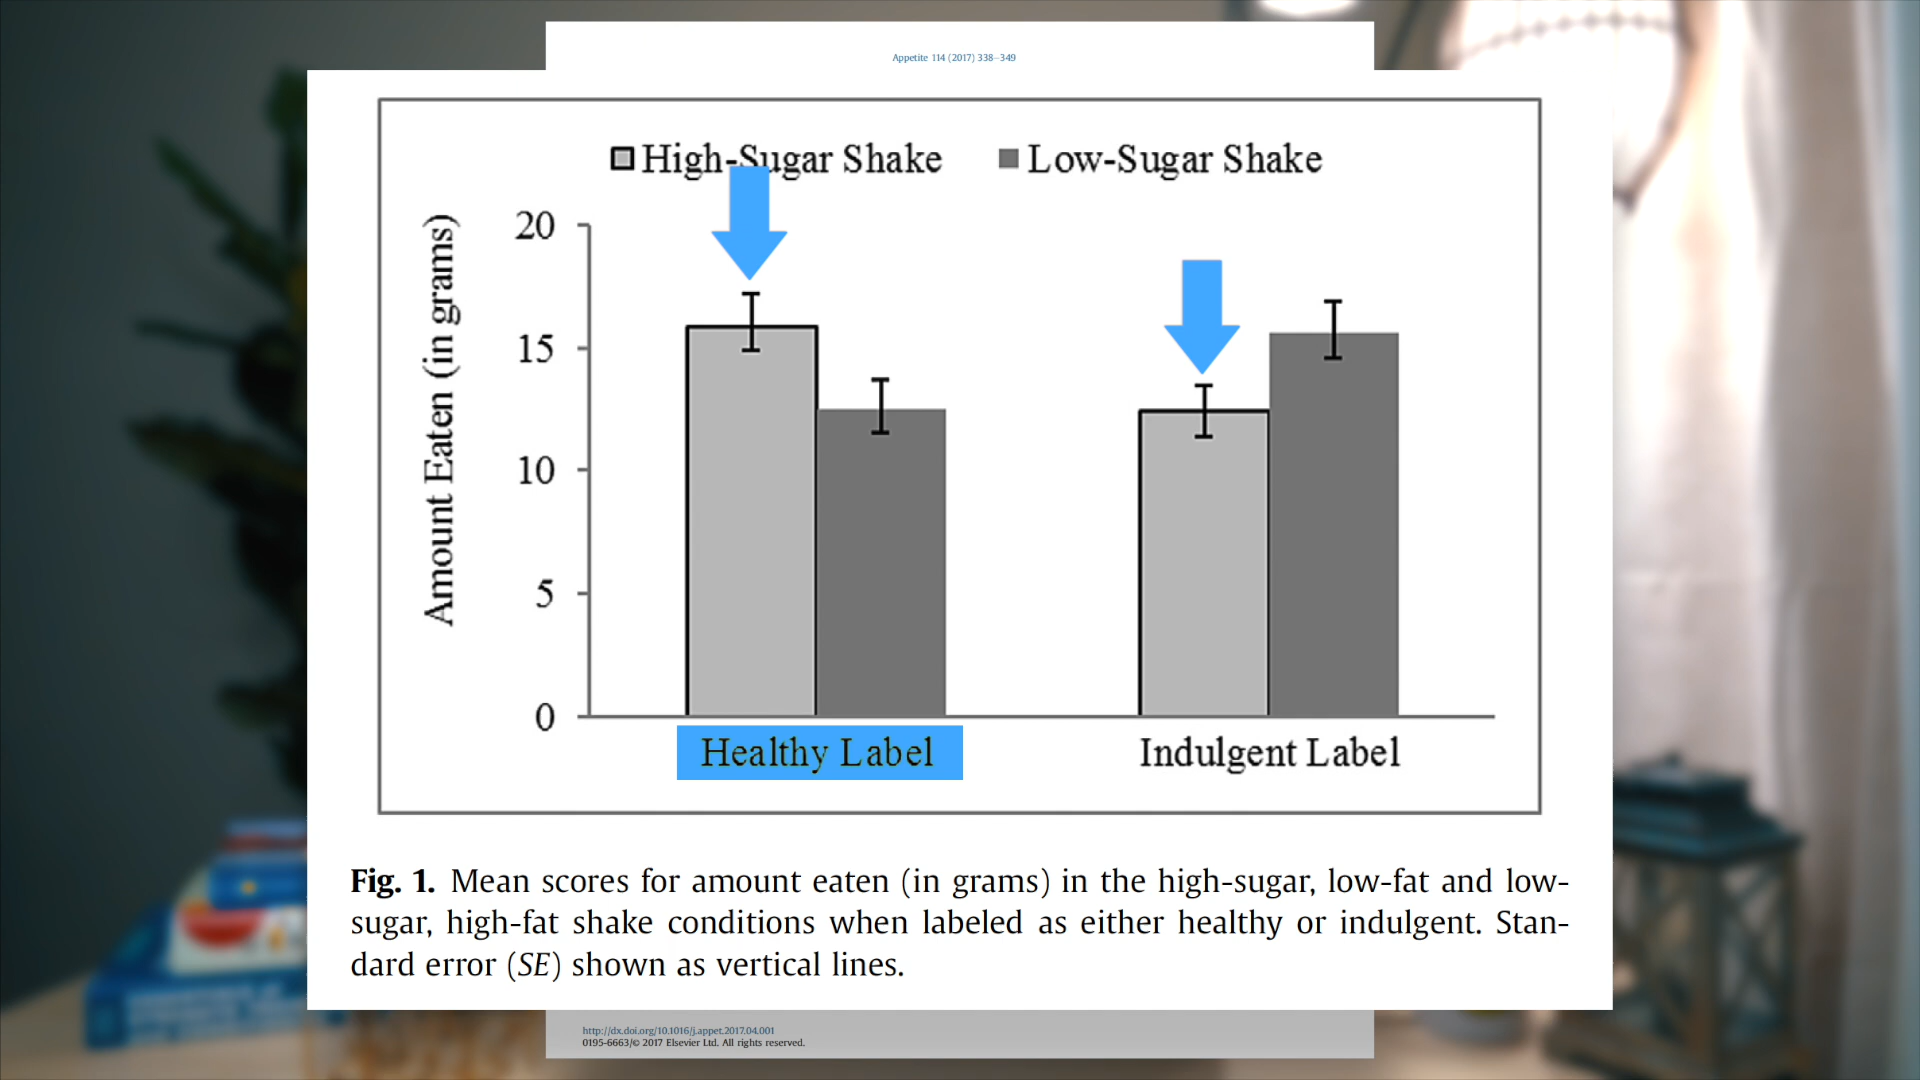 Appetite 114 (2017) 338–349
High-Sugar Shake
Low-Sugar Shake
Amount Eaten (in grams)
20
15
10
5
0
Healthy Label
Indulgent Label
Fig. 1. Mean scores for amount eaten (in grams) in the high-sugar, low-fat and low-
sugar, high-fat shake conditions when labeled as either healthy or indulgent. Stan-
dard error (SE) shown as vertical lines.
http://dx.doi.org/10.1016/j.appet.2017.04.001
0195-6663/© 2017 Elsevier Ltd. All rights reserved.